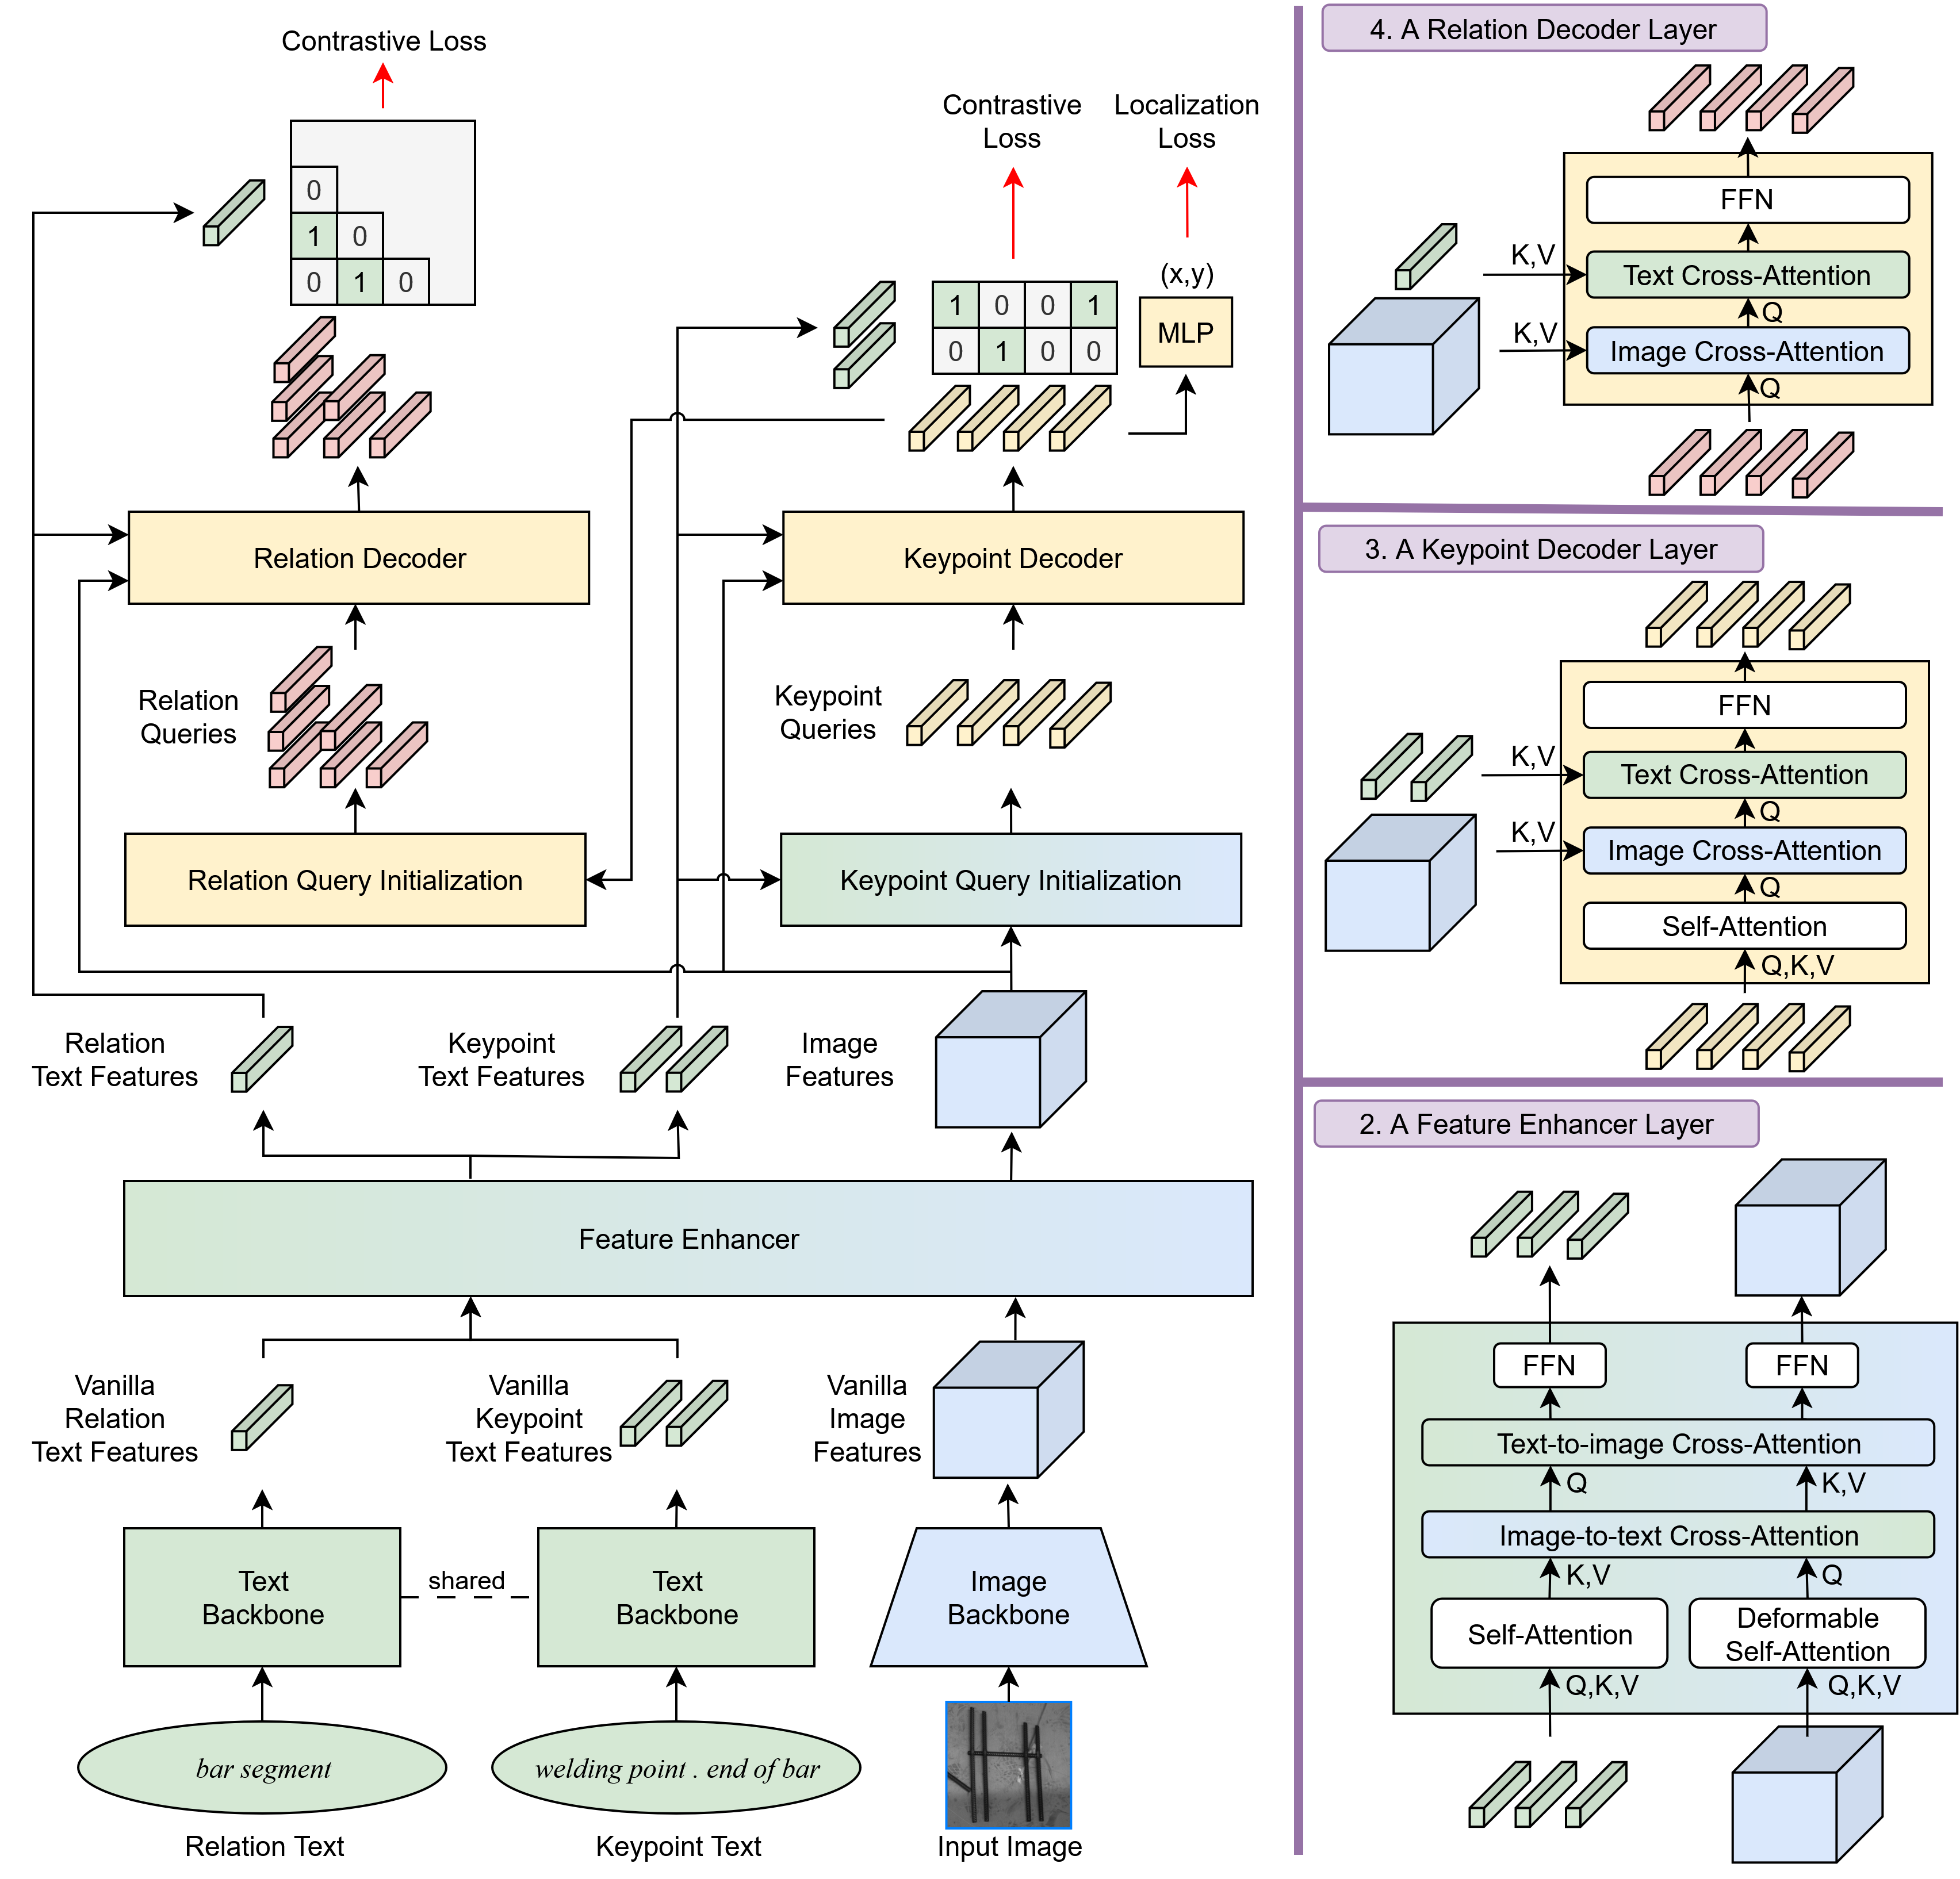 Contrastive Loss
0
1 0
0 1 0
Contrastive
Loss
Localization
Loss
(x,y)
1 0 0 1
0 1 0 0
MLP
Relation Decoder
Keypoint Decoder
Relation
Queries
Keypoint
Queries
Relation Query Initialization
Keypoint Query Initialization
Relation
Text Features
Keypoint
Text Features
Image
Features
Feature Enhancer
Vanilla
Relation
Text Features
Vanilla
Keypoint
Text Features
Vanilla
Image
Features
Text
Backbone
shared
Text
Backbone
Image
Backbone
bar segment
welding point . end of bar
Relation Text
Keypoint Text
Input Image
4. A Relation Decoder Layer
FFN
K,V
Text Cross-Attention
Q
K,V
Image Cross-Attention
Q
3. A Keypoint Decoder Layer
FFN
K,V
Text Cross-Attention
Q
K,V
Image Cross-Attention
Q
Self-Attention
Q,K,V
2. A Feature Enhancer Layer
FFN
FFN
Text-to-image Cross-Attention
Q
K,V
Image-to-text Cross-Attention
K,V
Q
Self-Attention
Deformable
Self-Attention
Q,K,V
Q,K,V